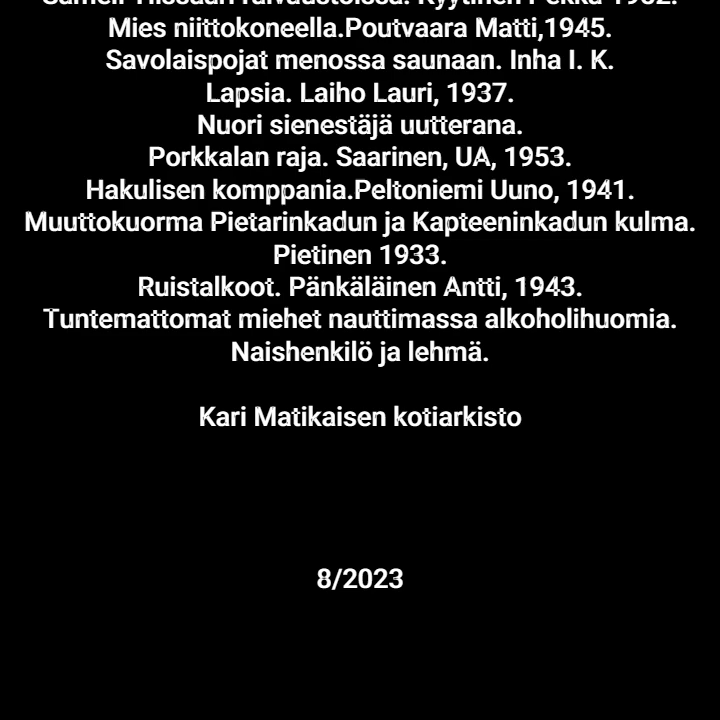 Mies niittokoneella.Poutvaara Matti,1945.
Savolaispojat menossa saunaan. Inha I. K.
Lapsia. Laiho Lauri, 1937.
Nuori sienestäjä uutterana.
Porkkalan raja. Saarinen, UA, 1953.
Hakulisen komppania.Peltoniemi Uuno, 1941.
Muuttokuorma Pietarinkadun ja Kapteeninkadun kulma.
Pietinen 1933.
Ruistalkoot. Pänkäläinen Antti, 1943.
Tuntemattomat miehet nauttimassa alkoholihuomia.
Naishenkilö ja lehmä.
Kari Matikaisen kotiarkisto
8/2023